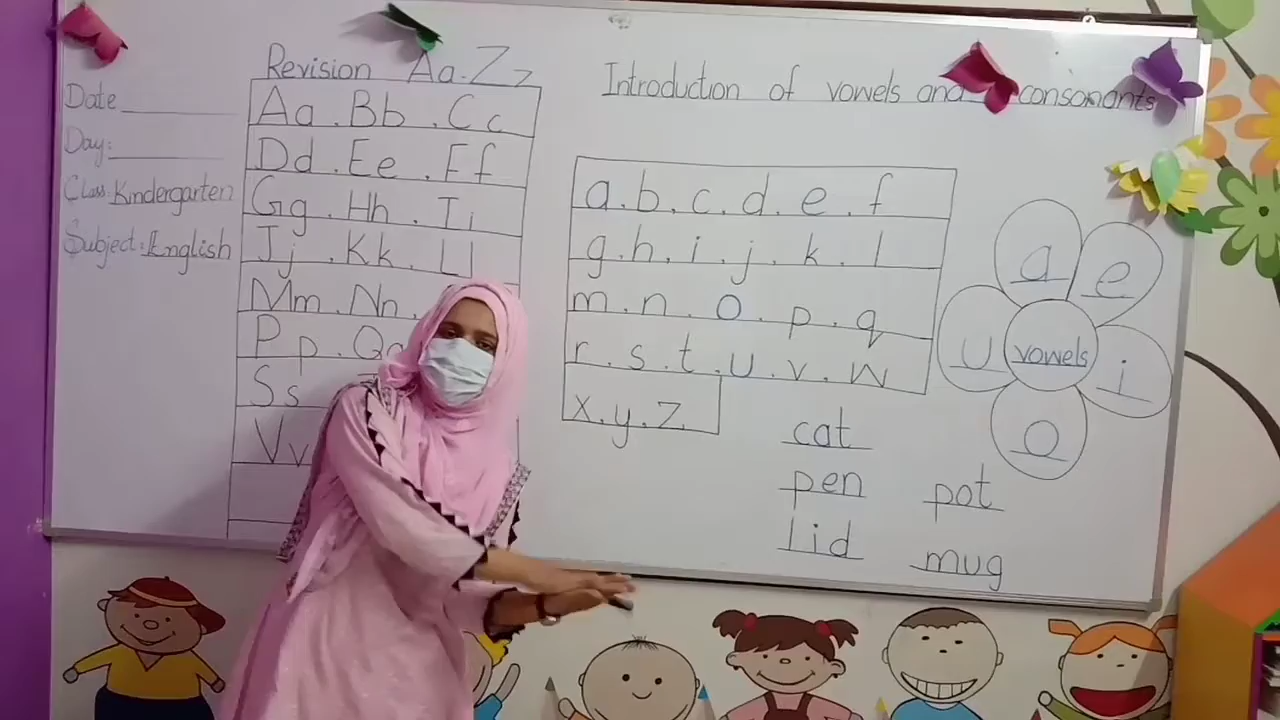 Revision Aa-Zz
Date
Day:
Class: Kindergarten
Subject: English
Aa . Bb . Cc
Dd . Ee . Ff
Gg . Hh . Ii
Jj . Kk . Ll
Mm . Nn .
Pp . Qq
Ss
Vv
Introduction of vowels and consonants
a . b . c . d . e . f
g . h . i . j . k . l
m . n . o . p . q
r . s . t . u . v . w
x . y . z
a
e
u
vowels
i
o
cat
pen
pot
lid
mug